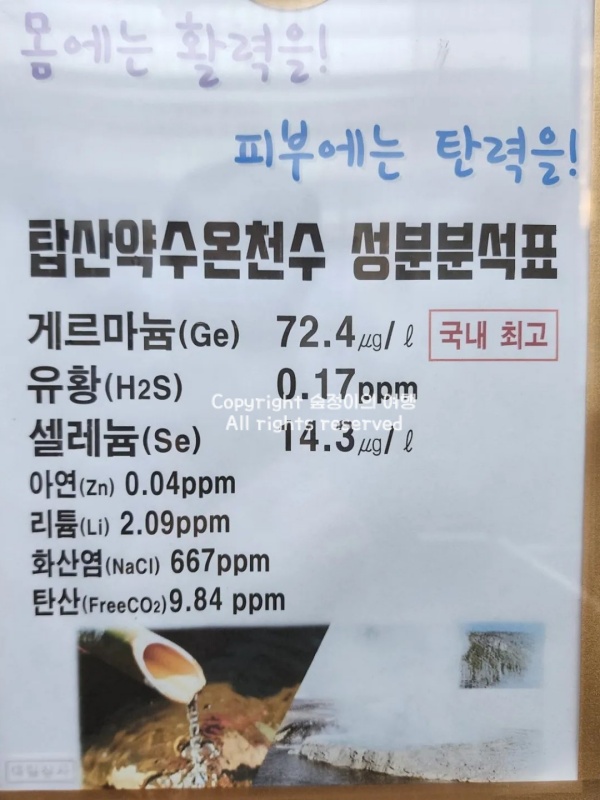 몸에는 활력을!
피부에는 탄력을!
탑산약수온천수 성분분석표
게르마늄(Ge) 72.4㎍/ℓ 국내 최고
유황(H2S) 0.17ppm
셀레늄(Se) 14.3㎍/ℓ
아연(Zn) 0.04ppm
리튬(Li) 2.09ppm
화산염(NaCl) 667ppm
탄산(FreeCO2)9.84 ppm
Copyright 숨쟁이의 여행
All rights reserved